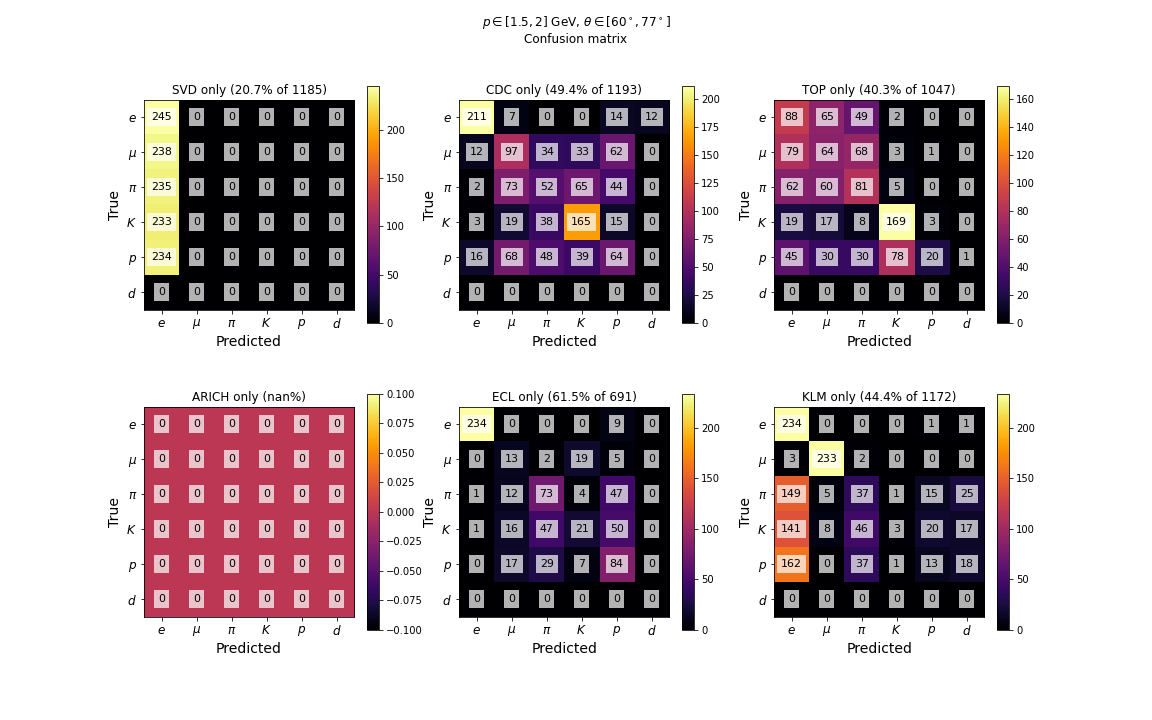 p ∈ [1.5, 2] GeV, θ ∈ [60°, 77°]
Confusion matrix
SVD only (20.7% of 1185)
True
e 245 0 0 0 0 0
μ 238 0 0 0 0 0
π 235 0 0 0 0 0
K 233 0 0 0 0 0
p 234 0 0 0 0 0
d 0 0 0 0 0 0
e μ π K p d
Predicted
200
150
100
50
0
CDC only (49.4% of 1193)
True
e 211 7 0 0 14 12
μ 12 97 34 33 62 0
π 2 73 52 65 44 0
K 3 19 38 165 15 0
p 16 68 48 39 64 0
d 0 0 0 0 0 0
e μ π K p d
Predicted
200
175
150
125
100
75
50
25
0
TOP only (40.3% of 1047)
True
e 88 65 49 2 0 0
μ 79 64 68 3 1 0
π 62 60 81 5 0 0
K 19 17 8 169 3 0
p 45 30 30 78 20 1
d 0 0 0 0 0 0
e μ π K p d
Predicted
160
140
120
100
80
60
40
20
0
ARICH only (nan%)
True
e 0 0 0 0 0 0
μ 0 0 0 0 0 0
π 0 0 0 0 0 0
K 0 0 0 0 0 0
p 0 0 0 0 0 0
d 0 0 0 0 0 0
e μ π K p d
Predicted
0.100
0.075
0.050
0.025
0.000
−0.025
−0.050
−0.075
−0.100
ECL only (61.5% of 691)
True
e 234 0 0 0 9 0
μ 0 13 2 19 5 0
π 1 12 73 4 47 0
K 1 16 47 21 50 0
p 0 17 29 7 84 0
d 0 0 0 0 0 0
e μ π K p d
Predicted
200
150
100
50
0
KLM only (44.4% of 1172)
True
e 234 0 0 0 1 1
μ 3 233 2 0 0 0
π 149 5 37 1 15 25
K 141 8 46 3 20 17
p 162 0 37 1 13 18
d 0 0 0 0 0 0
e μ π K p d
Predicted
200
150
100
50
0